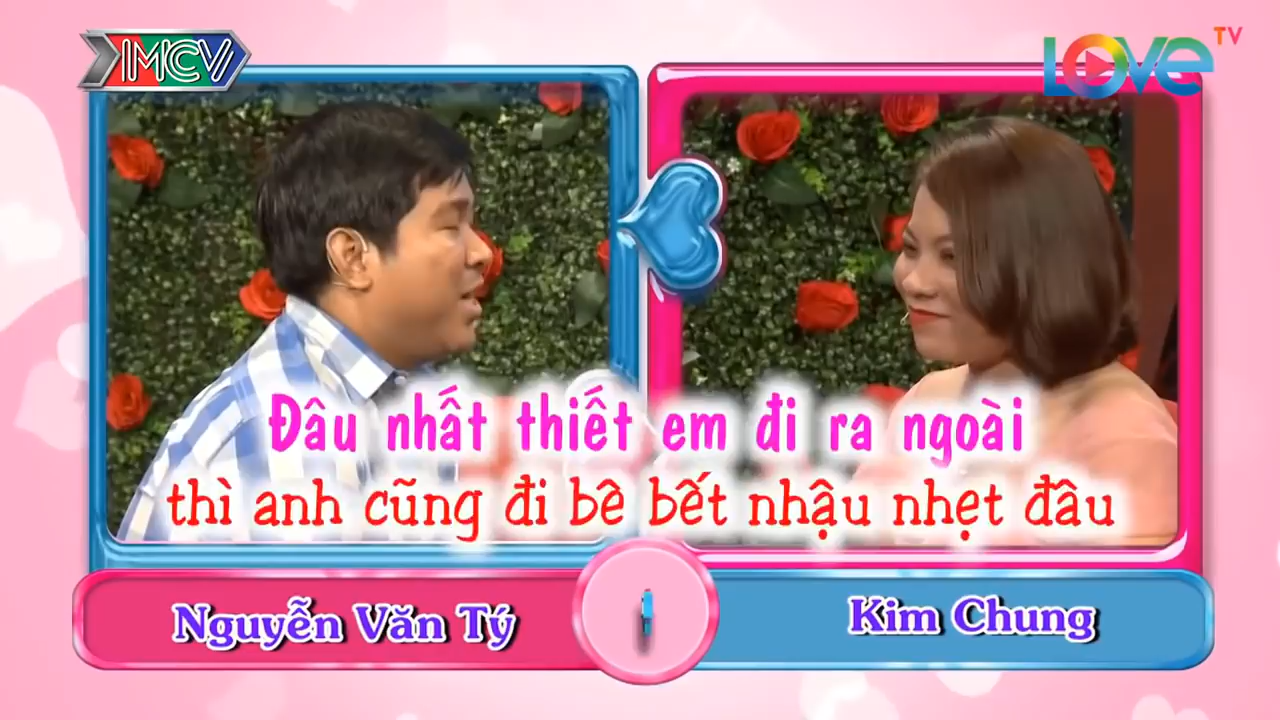 MCV
LOVE TV
Đâu nhất thiết em đi ra ngoài
thì anh cũng đi bê bết nhậu nhẹt đâu
Nguyễn Văn Tý
Kim Chung